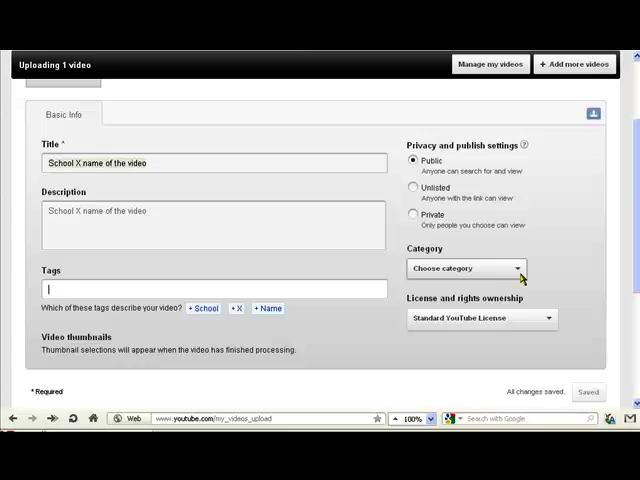 Uploading 1 video
Manage my videos
+ Add more videos
Basic Info
Title *
School X name of the video
Description
School X name of the video
Tags
Which of these tags describe your video? + School + X + Name
Video thumbnails
Thumbnail selections will appear when the video has finished processing.
Privacy and publish settings ?
Public
Anyone can search for and view
Unlisted
Anyone with the link can view
Private
Only people you choose can view
Category
Choose category
License and rights ownership
Standard YouTube License
* Required
All changes saved. Saved
Web www.youtube.com/my_videos_upload 100% Search with Google